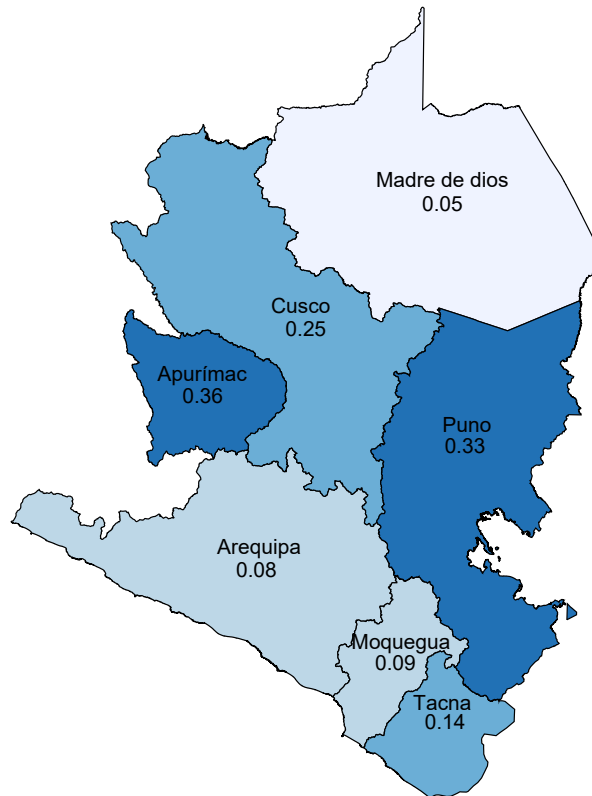 Madre de dios
0.05
Cusco
0.25
Apurímac
0.36
Puno
0.33
Arequipa
0.08
Moquegua
0.09
Tacna
0.14